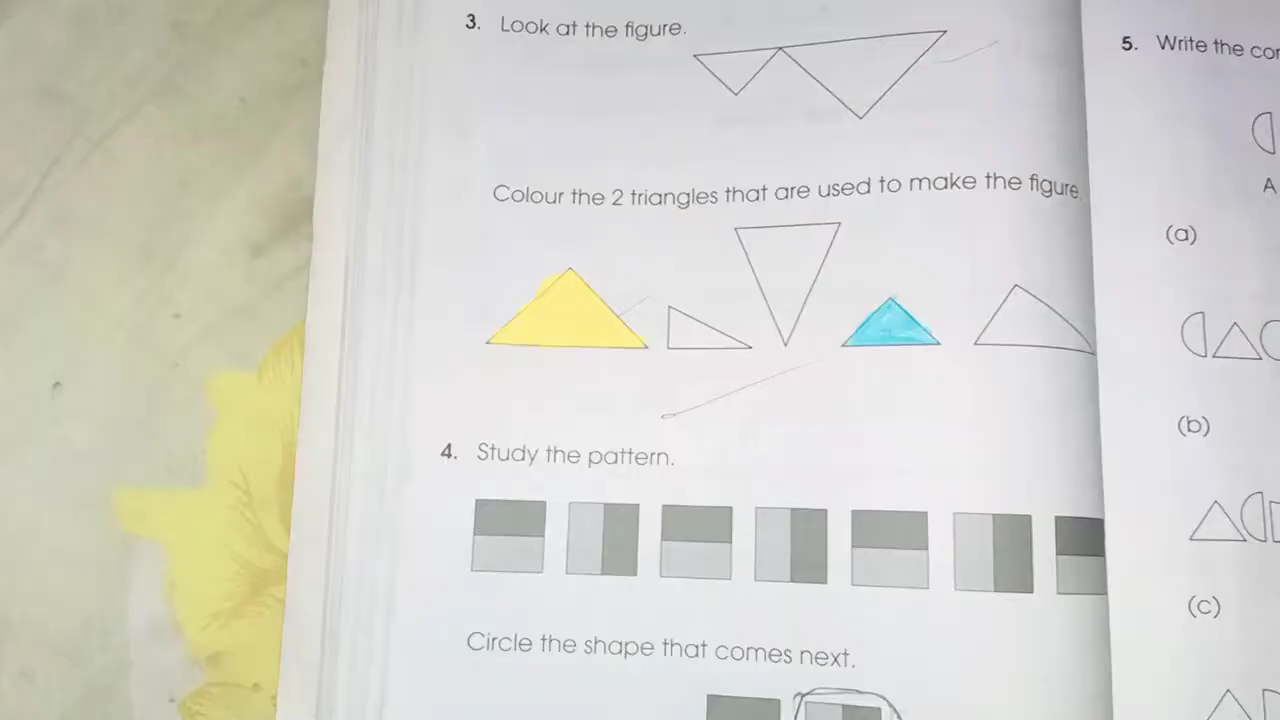 3. Look at the figure.
Colour the 2 triangles that are used to make the figure.
4. Study the pattern.
Circle the shape that comes next.
5. Write the
A
(a)
(b)
(c)